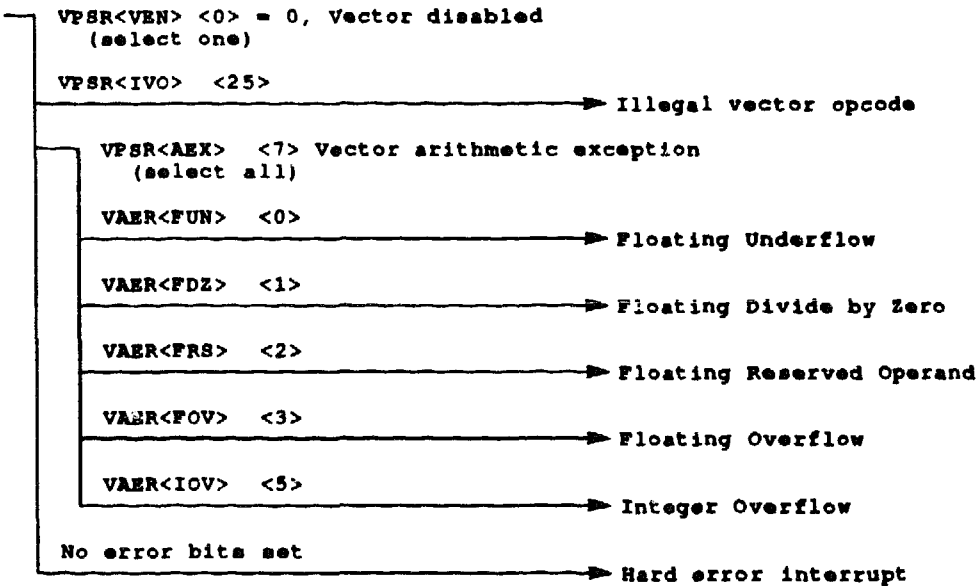 VPSR<VEN> <0> = 0, Vector disabled
(select one)
VPSR<IVO> <25>
Illegal vector opcode
VPSR<AEX> <7> Vector arithmetic exception
(select all)
VAER<FUN> <0>
Floating Underflow
VAER<FDZ> <1>
Floating Divide by Zero
VAER<FRS> <2>
Floating Reserved Operand
VAER<FOV> <3>
Floating Overflow
VAER<IOV> <5>
Integer Overflow
No error bits set
Hard error interrupt